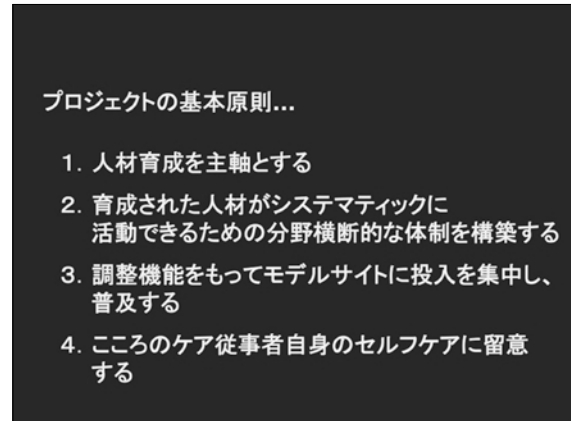 プロジェクトの基本原則...
1. 人材育成を主軸とする
2. 育成された人材がシステマティックに
活動できるための分野横断的な体制を構築する
3. 調整機能をもってモデルサイトに投入を集中し、
普及する
4. こころのケア従事者自身のセルフケアに留意
する